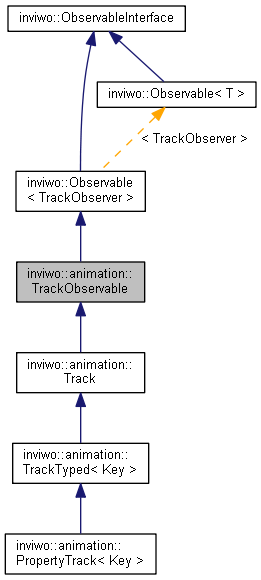 inviwo::ObservableInterface
inviwo::Observable< T >
< TrackObserver >
inviwo::Observable
< TrackObserver >
inviwo::animation::
TrackObservable
inviwo::animation::
Track
inviwo::animation::
TrackTyped< Key >
inviwo::animation::
PropertyTrack< Key >